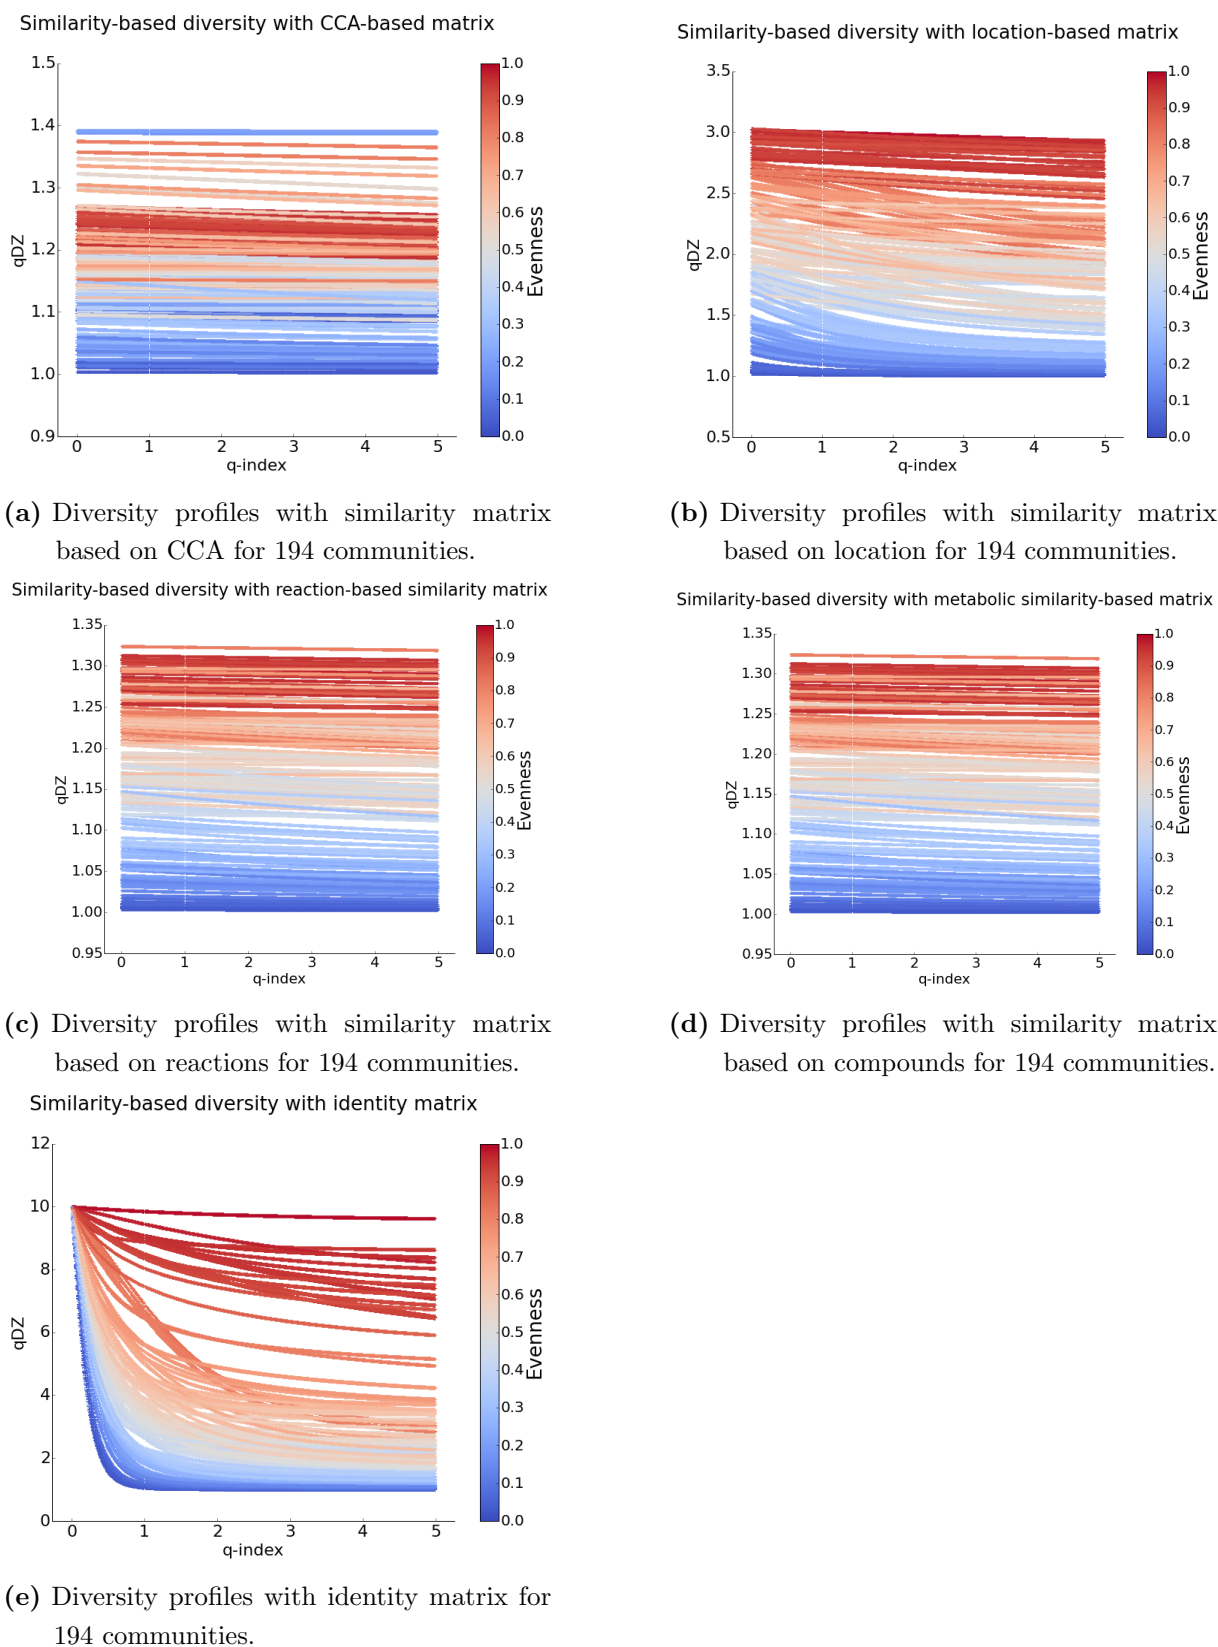 Similarity-based diversity with CCA-based matrix
1.5
1.4
1.3
1.2
1.1
1.0
0.9
qDZ
0 1 2 3 4 5
q-index
1.0
0.9
0.8
0.7
0.6
0.5
0.4
0.3
0.2
0.1
0.0
Evenness
(a) Diversity profiles with similarity matrix
based on CCA for 194 communities.
Similarity-based diversity with location-based matrix
3.5
3.0
2.5
2.0
1.5
1.0
0.5
qDZ
0 1 2 3 4 5
q-index
1.0
0.9
0.8
0.7
0.6
0.5
0.4
0.3
0.2
0.1
0.0
Evenness
(b) Diversity profiles with similarity matrix
based on location for 194 communities.
Similarity-based diversity with reaction-based similarity matrix
1.35
1.30
1.25
1.20
1.15
1.10
1.05
1.00
0.95
qDZ
0 1 2 3 4 5
q-index
1.0
0.9
0.8
0.7
0.6
0.5
0.4
0.3
0.2
0.1
0.0
Evenness
(c) Diversity profiles with similarity matrix
based on reactions for 194 communities.
Similarity-based diversity with metabolic similarity-based matrix
1.35
1.30
1.25
1.20
1.15
1.10
1.05
1.00
0.95
qDZ
0 1 2 3 4 5
q-index
1.0
0.9
0.8
0.7
0.6
0.5
0.4
0.3
0.2
0.1
0.0
Evenness
(d) Diversity profiles with similarity matrix
based on compounds for 194 communities.
Similarity-based diversity with identity matrix
12
10
8
6
4
2
0
qDZ
0 1 2 3 4 5
q-index
1.0
0.9
0.8
0.7
0.6
0.5
0.4
0.3
0.2
0.1
0.0
Evenness
(e) Diversity profiles with identity matrix for
194 communities.